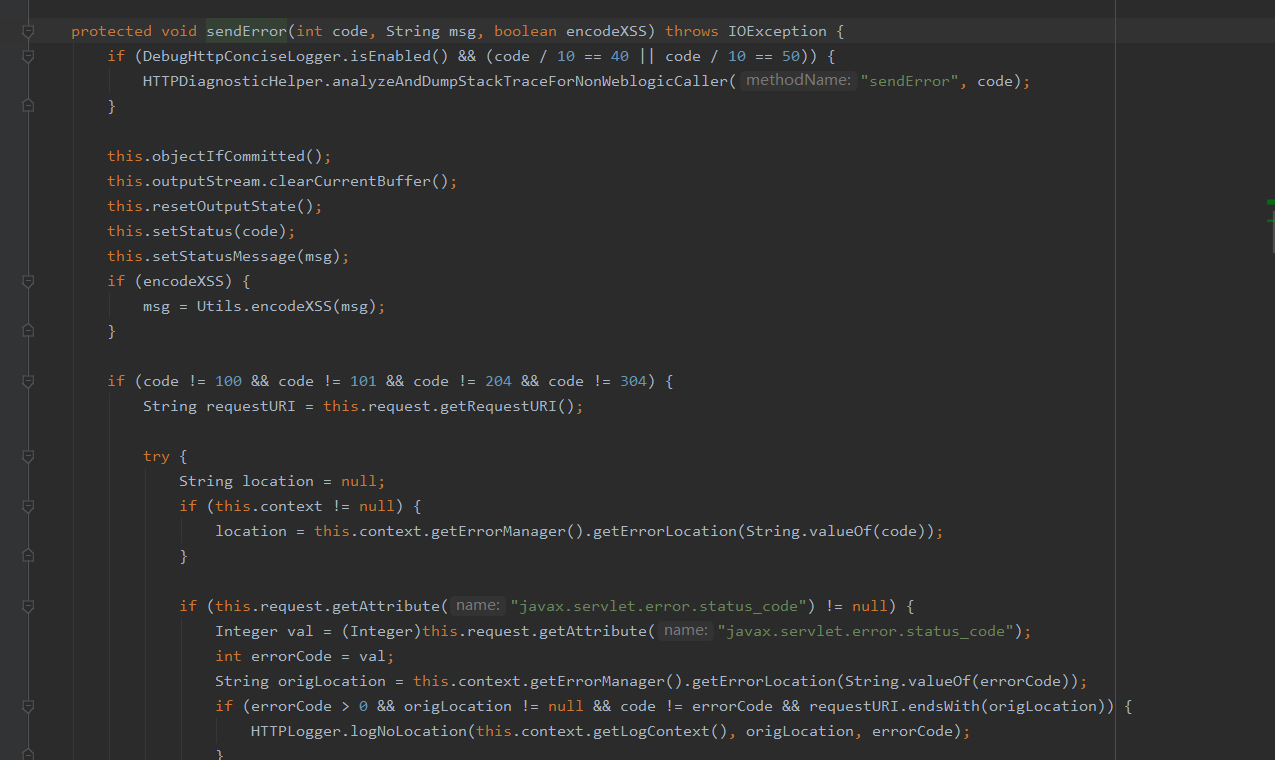 protected void sendError(int code, String msg, boolean encodeXSS) throws IOException {
if (DebugHttpConciseLogger.isEnabled() && (code / 10 == 40 || code / 10 == 50)) {
HTTPDiagnosticHelper.analyzeAndDumpStackTraceForNonWeblogicCaller( methodName: "sendError", code);
}
this.objectIfCommitted();
this.outputStream.clearCurrentBuffer();
this.resetOutputState();
this.setStatus(code);
this.setStatusMessage(msg);
if (encodeXSS) {
msg = Utils.encodeXSS(msg);
}
if (code != 100 && code != 101 && code != 204 && code != 304) {
String requestURI = this.request.getRequestURI();
try {
String location = null;
if (this.context != null) {
location = this.context.getErrorManager().getErrorLocation(String.valueOf(code));
}
if (this.request.getAttribute( name: "javax.servlet.error.status_code") != null) {
Integer val = (Integer)this.request.getAttribute( name: "javax.servlet.error.status_code");
int errorCode = val;
String origLocation = this.context.getErrorManager().getErrorLocation(String.valueOf(errorCode));
if (errorCode > 0 && origLocation != null && code != errorCode && requestURI.endsWith(origLocation)) {
HTTPLogger.logNoLocation(this.context.getLogContext(), origLocation, errorCode);
}